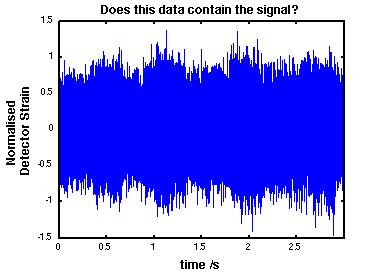 Does this data contain the signal?
Normalised
Detector Strain
1.5
1
0.5
0
-0.5
-1
-1.5
0 0.5 1 1.5 2 2.5
time /s